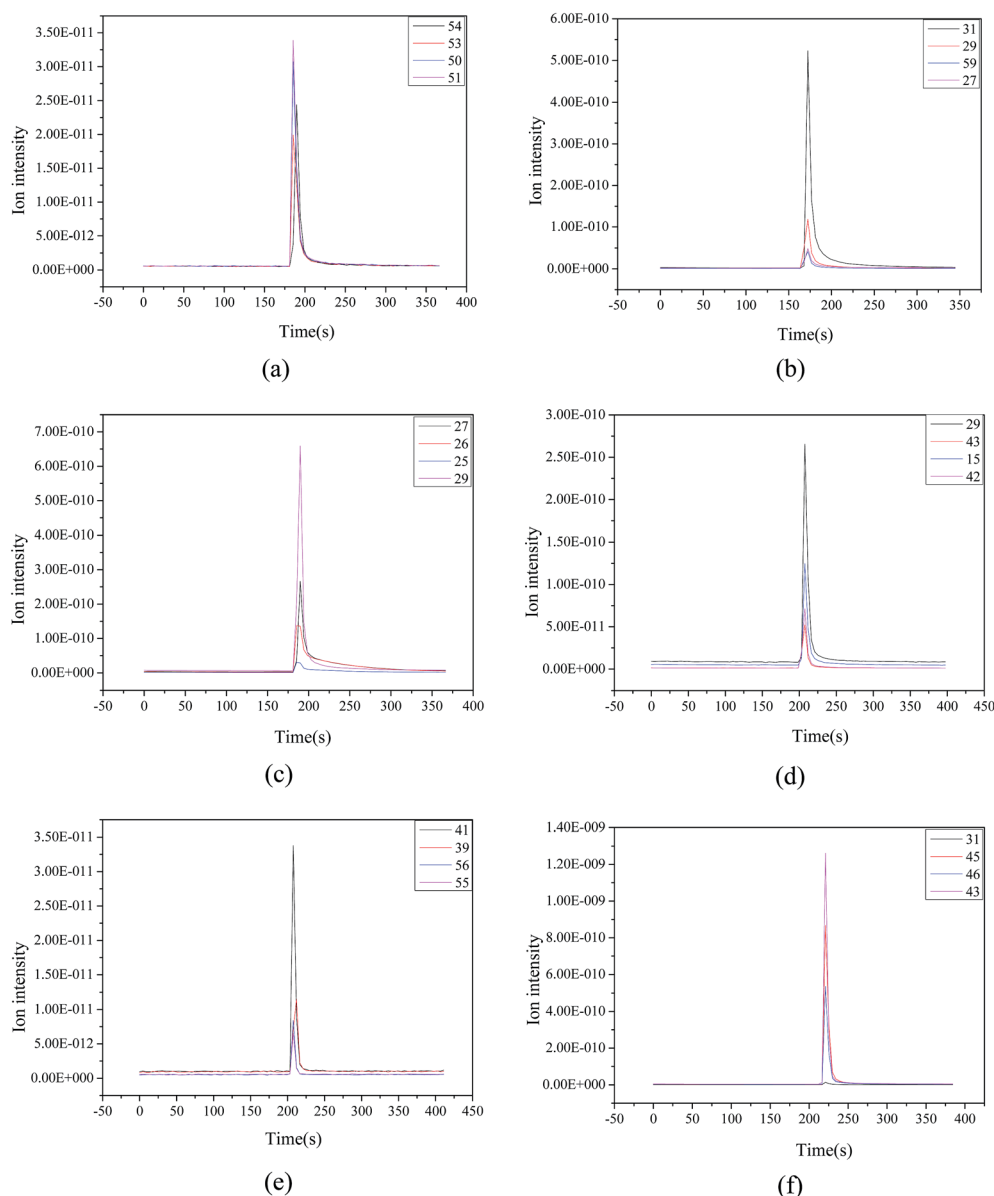 3.50E-011
3.00E-011
2.50E-011
2.00E-011
1.50E-011
1.00E-011
5.00E-012
0.00E+000
Ion intensity
54
53
50
51
-50 0 50 100 150 200 250 300 350 400
Time(s)
(a)
6.00E-010
5.00E-010
4.00E-010
3.00E-010
2.00E-010
1.00E-010
0.00E+000
Ion intensity
31
29
59
27
-50 0 50 100 150 200 250 300 350
Time(s)
(b)
7.00E-010
6.00E-010
5.00E-010
4.00E-010
3.00E-010
2.00E-010
1.00E-010
0.00E+000
Ion intensity
27
26
25
29
-50 0 50 100 150 200 250 300 350 400
Time(s)
(c)
3.00E-010
2.50E-010
2.00E-010
1.50E-010
1.00E-010
5.00E-011
0.00E+000
Ion intensity
29
43
15
42
-50 0 50 100 150 200 250 300 350 400 450
Time(s)
(d)
3.50E-011
3.00E-011
2.50E-011
2.00E-011
1.50E-011
1.00E-011
5.00E-012
0.00E+000
Ion intensity
41
39
56
55
-50 0 50 100 150 200 250 300 350 400 450
Time(s)
(e)
1.40E-009
1.20E-009
1.00E-009
8.00E-010
6.00E-010
4.00E-010
2.00E-010
0.00E+000
Ion intensity
31
45
46
43
-50 0 50 100 150 200 250 300 350 400
Time(s)
(f)